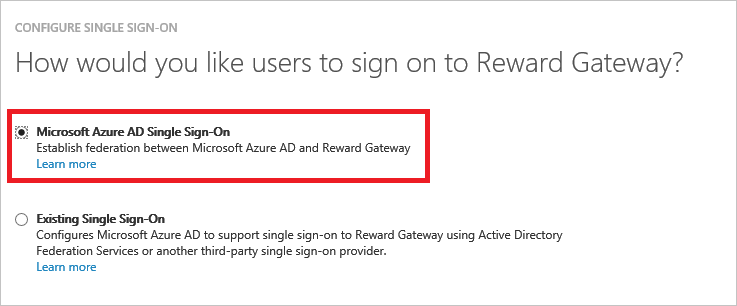 CONFIGURE SINGLE SIGN-ON
How would you like users to sign on to Reward Gateway?
Microsoft Azure AD Single Sign-On
Establish federation between Microsoft Azure AD and Reward Gateway
Learn more
Existing Single Sign-On
Configures Microsoft Azure AD to support single sign-on to Reward Gateway using Active Directory
Federation Services or another third-party single sign-on provider.
Learn more